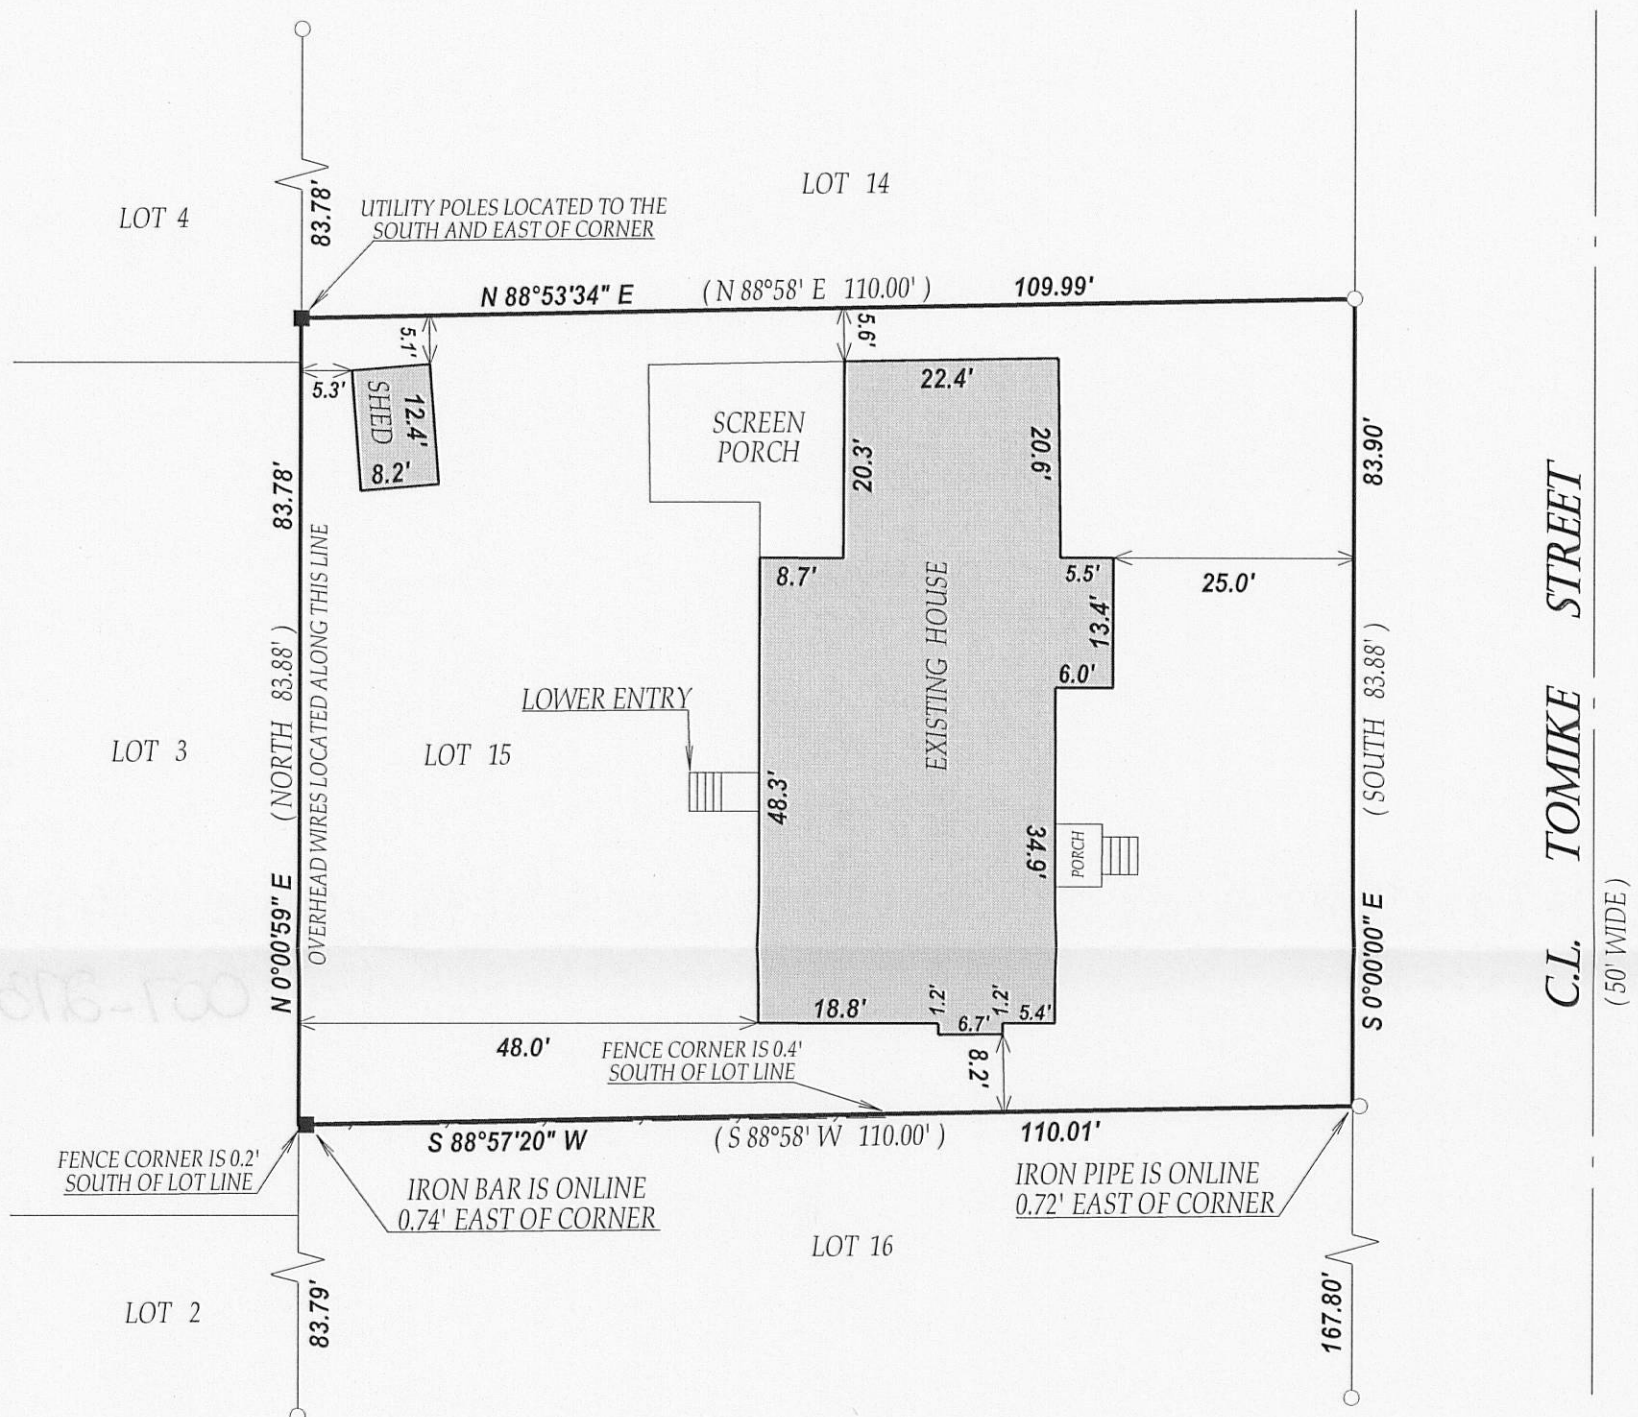 LOT 14
LOT 4
83.78'
UTILITY POLES LOCATED TO THE
SOUTH AND EAST OF CORNER
N 88°53'34" E
( N 88°58' E 110.00' )
109.99'
5.1'
5.6'
5.3'
SHED
12.4'
8.2'
SCREEN
PORCH
22.4'
20.3'
20.6'
83.90'
83.78'
OVERHEAD WIRES LOCATED ALONG THIS LINE
8.7'
5.5'
25.0'
13.4'
6.0'
EXISTING HOUSE
LOWER ENTRY
LOT 3
( NORTH 83.88' )
LOT 15
48.3'
34.9'
PORCH
( SOUTH 83.88' )
C.L. TOMIKE STREET
( 50' WIDE )
N 0°00'59" E
S 0°00'00" E
18.8'
1.2'
6.7'
1.2'
5.4'
48.0'
8.2'
FENCE CORNER IS 0.4'
SOUTH OF LOT LINE
S 88°57'20" W
( S 88°58' W 110.00' )
110.01'
FENCE CORNER IS 0.2'
SOUTH OF LOT LINE
IRON BAR IS ONLINE
0.74' EAST OF CORNER
IRON PIPE IS ONLINE
0.72' EAST OF CORNER
LOT 16
LOT 2
83.79'
167.80'